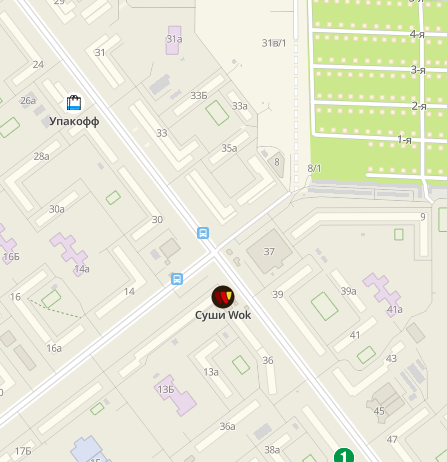 5-я
29
4-я
31а
31в/1
31
24
3-я
26а
33Б
33а
2-я
Упакофф
33
1-я
35а
28а
8
8/1
30а
9
30
37
16Б
14а
14
39
39а
16
41а
Суши Wok
41
16а
43
36
13а
13Б
45
36а
47
38а
17Б
1